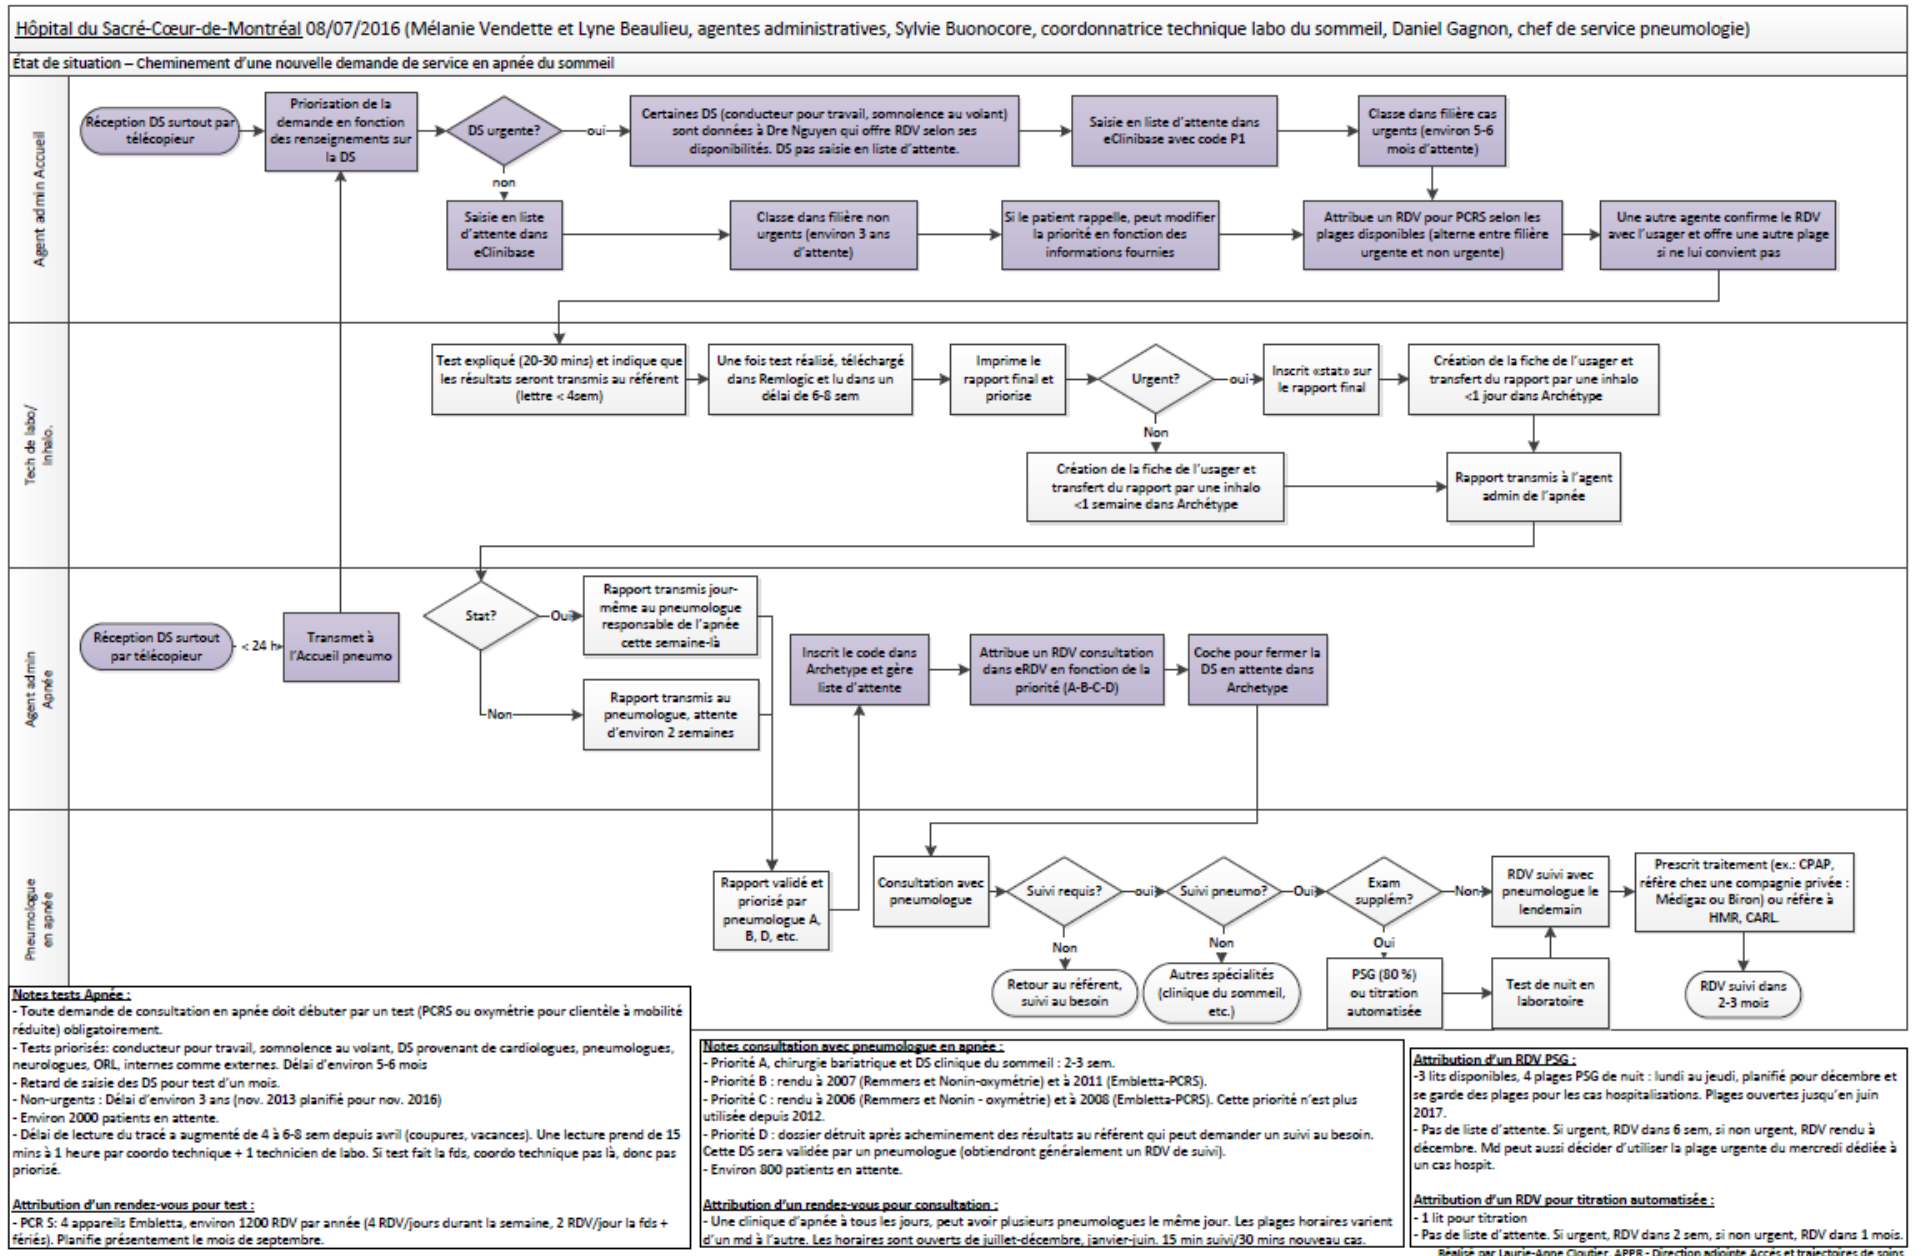 Hôpital du Sacré-Cœur-de-Montréal 08/07/2016 (Mélanie Vendette et Lyne Beaulieu, agentes administratives, Sylvie Buonocore, coordonnatrice technique labo du sommeil, Daniel Gagnon, chef de service pneumologie)
État de situation – Cheminement d'une nouvelle demande de service en apnée du sommeil
Agent admin Accueil
Réception DS surtout par
télécopieur
Priorisation de la
demande en fonction
des renseignements sur
la DS
DS urgente?
oui
Certaines DS (conducteur pour travail, somnolence au volant)
sont données à Dre Nguyen qui offre RDV selon ses
disponibilités. DS pas saisie en liste d'attente.
Saisie en liste d'attente dans
eClinibase avec code P1
Classe dans filière cas
urgents (environ 5-6
mois d'attente)
non
Saisie en liste
d'attente dans
eClinibase
Classe dans filière non
urgents (environ 3 ans
d'attente)
Si le patient rappelle, peut modifier
la priorité en fonction des
informations fournies
Attribue un RDV pour PCRS selon les
plages disponibles (alterne entre filière
urgente et non urgente)
Une autre agente confirme le RDV
avec l'usager et offre une autre plage
si ne lui convient pas
Tech de labo/
Inhalo.
Test expliqué (20-30 mins) et indique que
les résultats seront transmis au référent
(lettre < 4sem)
Une fois test réalisé, téléchargé
dans Remlogic et lu dans un
délai de 6-8 sem
Imprime le
rapport final et
priorise
Urgent?
oui
Inscrit «stat» sur
le rapport final
Création de la fiche de l'usager et
transfert du rapport par une inhalo
<1 jour dans Archétype
Non
Création de la fiche de l'usager et
transfert du rapport par une inhalo
<1 semaine dans Archétype
Rapport transmis à l'agent
admin de l'apnée
Agent admin
Apnée
Réception DS surtout
par télécopieur
< 24 h
Transmet à
l'Accueil pneumo
Stat?
Oui
Rapport transmis jour-
même au pneumologue
responsable de l'apnée
cette semaine-là
Non
Rapport transmis au
pneumologue, attente
d'environ 2 semaines
Inscrit le code dans
Archetype et gère
liste d'attente
Attribue un RDV consultation
dans eRDV en fonction de la
priorité (A-B-C-D)
Coche pour fermer la
DS en attente dans
Archetype
Pneumologue
en apnée
Rapport validé et
priorisé par
pneumologue A,
B, D, etc.
Consultation avec
pneumologue
Suivi requis?
oui
Suivi pneumo?
Oui
Exam
supplém?
Non
RDV suivi avec
pneumologue le
lendemain
Prescrit traitement (ex.: CPAP,
réfère chez une compagnie privée :
Médigaz ou Biron) ou réfère à
HMR, CARL.
Non
Retour au référent,
suivi au besoin
Non
Autres spécialités
(clinique du sommeil,
etc.)
Oui
PSG (80 %)
ou titration
automatisée
Test de nuit en
laboratoire
RDV suivi dans
2-3 mois
Notes tests Apnée :
- Toute demande de consultation en apnée doit débuter par un test (PCRS ou oxymétrie pour clientèle à mobilité
réduite) obligatoirement.
- Tests priorisés: conducteur pour travail, somnolence au volant, DS provenant de cardiologues, pneumologues,
neurologues, ORL, internes comme externes. Délai d'environ 5-6 mois
- Retard de saisie des DS pour test d'un mois.
- Non-urgents : Délai d'environ 3 ans (nov. 2013 planifié pour nov. 2016)
- Environ 2000 patients en attente.
- Délai de lecture du tracé a augmenté de 4 à 6-8 sem depuis avril (coupures, vacances). Une lecture prend de 15
mins à 1 heure par coordo technique + 1 technicien de labo. Si test fait la fds, coordo technique pas là, donc pas
priorisé.
Attribution d'un rendez-vous pour test :
- PCR S: 4 appareils Embletta, environ 1200 RDV par année (4 RDV/jours durant la semaine, 2 RDV/jour la fds +
fériés). Planifie présentement le mois de septembre.
Notes consultation avec pneumologue en apnée :
- Priorité A, chirurgie bariatrique et DS clinique du sommeil : 2-3 sem.
- Priorité B : rendu à 2007 (Remmers et Nonin-oxymétrie) et à 2011 (Embletta-PCRS).
- Priorité C : rendu à 2006 (Remmers et Nonin - oxymétrie) et à 2008 (Embletta-PCRS). Cette priorité n'est plus
utilisée depuis 2012.
- Priorité D : dossier détruit après acheminement des résultats au référent qui peut demander un suivi au besoin.
Cette DS sera validée par un pneumologue (obtiendront généralement un RDV de suivi).
- Environ 800 patients en attente.
Attribution d'un rendez-vous pour consultation :
- Une clinique d'apnée à tous les jours, peut avoir plusieurs pneumologues le même jour. Les plages horaires varient
d'un md à l'autre. Les horaires sont ouverts de juillet-décembre, janvier-juin. 15 min suivi/30 mins nouveau cas.
Attribution d'un RDV PSG :
-3 lits disponibles, 4 plages PSG de nuit : lundi au jeudi, planifié pour décembre et
se garde des plages pour les cas hospitalisations. Plages ouvertes jusqu'en juin
2017.
- Pas de liste d'attente. Si urgent, RDV dans 6 sem, si non urgent, RDV rendu à
décembre. Md peut aussi décider d'utiliser la plage urgente du mercredi dédiée à
un cas hospit.
Attribution d'un RDV pour titration automatisée :
- 1 lit pour titration
- Pas de liste d'attente. Si urgent, RDV dans 2 sem, si non urgent, RDV dans 1 mois.
Réalisé par Laurie-Anne Cloutier, APPR - Direction adjointe Accès et trajectoires de soins